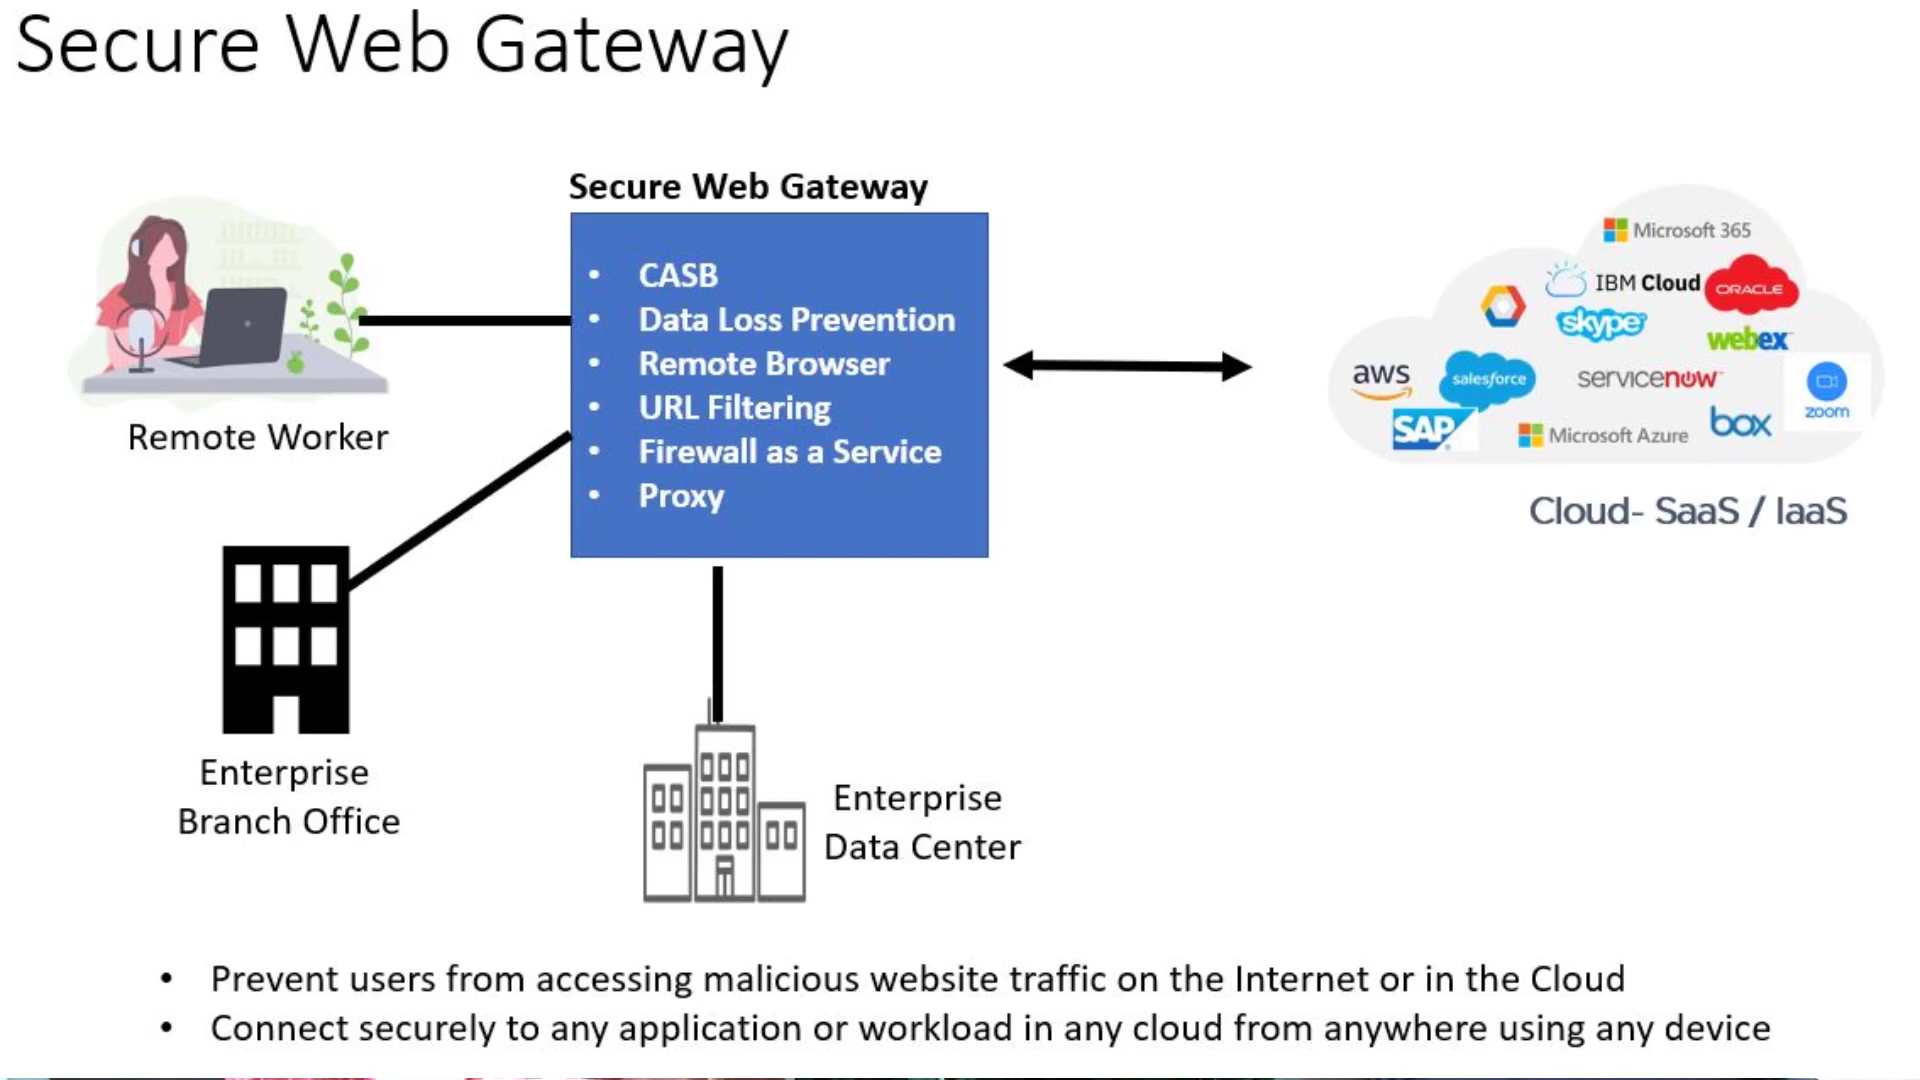 Secure Web Gateway
Secure Web Gateway
• CASB
• Data Loss Prevention
• Remote Browser
• URL Filtering
• Firewall as a Service
• Proxy
Remote Worker
Enterprise
Branch Office
Enterprise
Data Center
Microsoft 365
IBM Cloud
ORACLE
skype
webex
aws
salesforce
servicenow
zoom
SAP
Microsoft Azure
box
Cloud- SaaS / IaaS
• Prevent users from accessing malicious website traffic on the Internet or in the Cloud
• Connect securely to any application or workload in any cloud from anywhere using any device